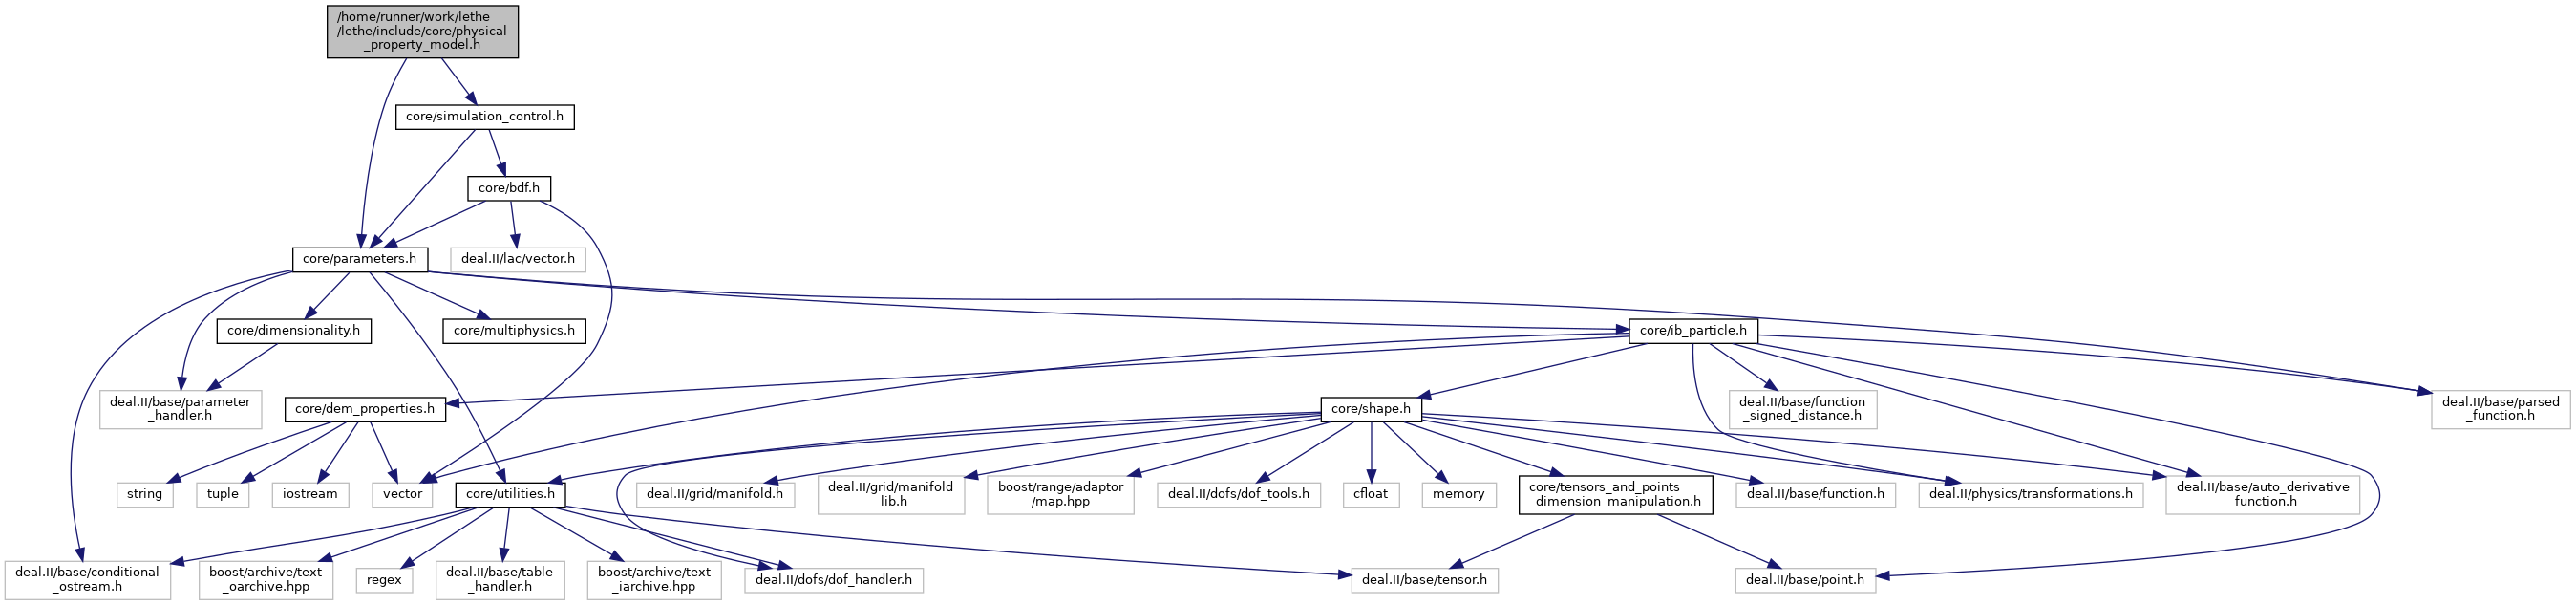 /home/runner/work/lethe
/lethe/include/core/physical
_property_model.h
core/simulation_control.h
core/bdf.h
core/parameters.h
deal.II/lac/vector.h
core/dimensionality.h
core/multiphysics.h
core/ib_particle.h
deal.II/base/parameter
_handler.h
core/dem_properties.h
core/shape.h
deal.II/base/function
_signed_distance.h
deal.II/base/parsed
_function.h
string
tuple
iostream
vector
core/utilities.h
deal.II/grid/manifold.h
deal.II/grid/manifold
_lib.h
boost/range/adaptor
/map.hpp
deal.II/dofs/dof_tools.h
cfloat
memory
core/tensors_and_points
_dimension_manipulation.h
deal.II/base/function.h
deal.II/physics/transformations.h
deal.II/base/auto_derivative
_function.h
deal.II/base/conditional
_ostream.h
boost/archive/text
_oarchive.hpp
regex
deal.II/base/table
_handler.h
boost/archive/text
_iarchive.hpp
deal.II/dofs/dof_handler.h
deal.II/base/tensor.h
deal.II/base/point.h